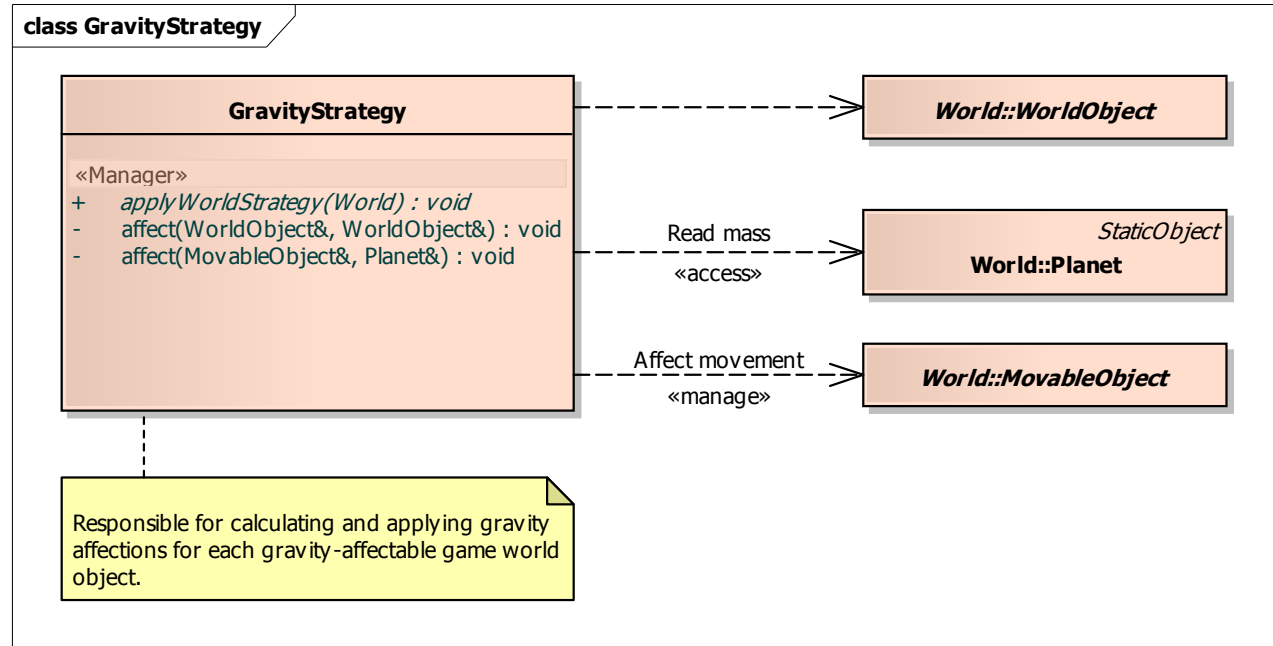 class GravityStrategy
GravityStrategy
«Manager»
+ applyWorldStrategy(World) : void
- affect(WorldObject&, WorldObject&) : void
- affect(MovableObject&, Planet&) : void
World::WorldObject
Read mass
«access»
StaticObject
World::Planet
Affect movement
«manage»
World::MovableObject
Responsible for calculating and applying gravity
affections for each gravity-affectable game world
object.